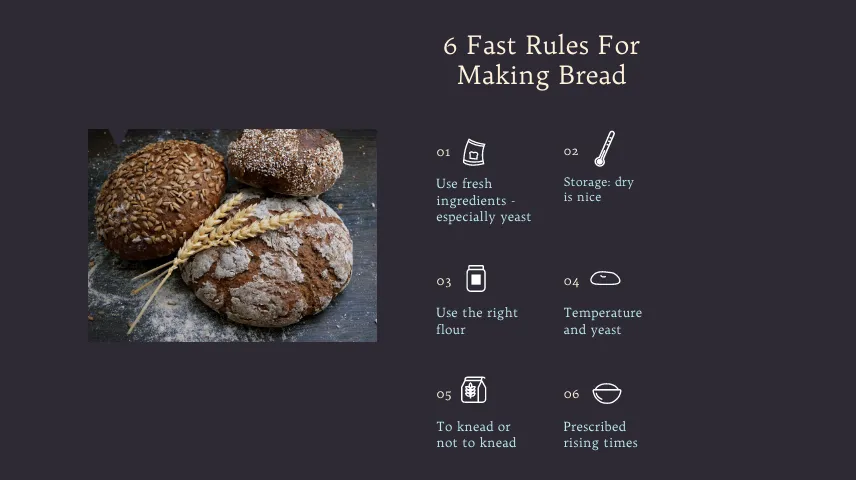 6 Fast Rules For
Making Bread
01
Use fresh
ingredients -
especially yeast
02
Storage: dry
is nice
03
Use the right
flour
04
Temperature
and yeast
05
To knead or
not to knead
06
Prescribed
rising times